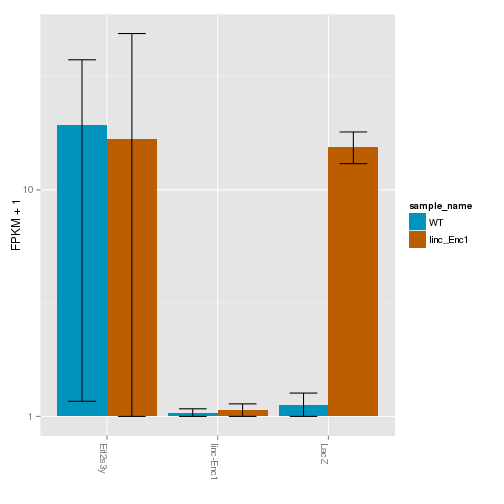 FPKM + 1
10
1
Eif2s3y
linc-Enc1
LacZ
sample_name
WT
linc_Enc1